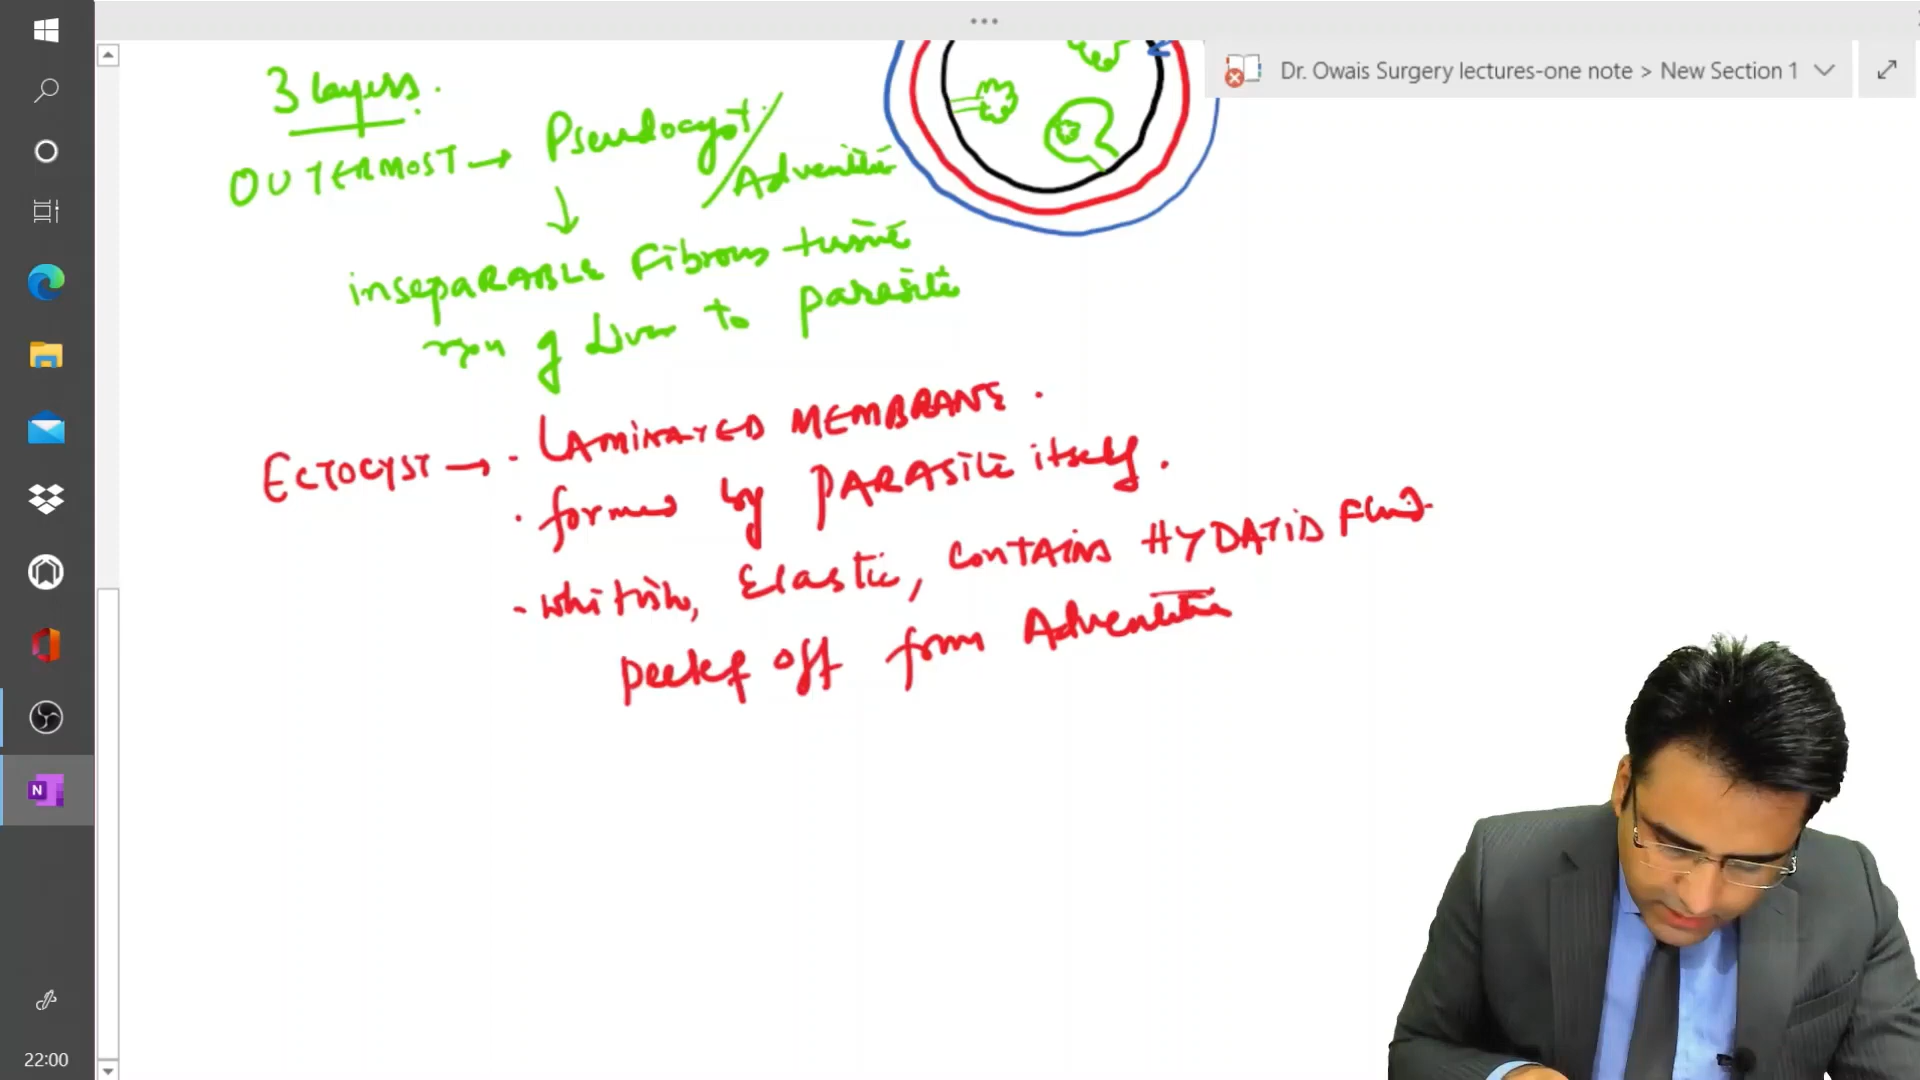 Dr. Owais Surgery lectures-one note > New Section 1
3 layers.
OUTERMOST → Pseudocyst / Adventitia
↓
inseparable Fibrous tissue
rxn of Liver to parasite
ECTOCYST → · LAMINATED MEMBRANE.
· formed by PARASITE itself.
- whitish, Elastic, contains HYDATID Fluid
off from Adventitia
N
22:00